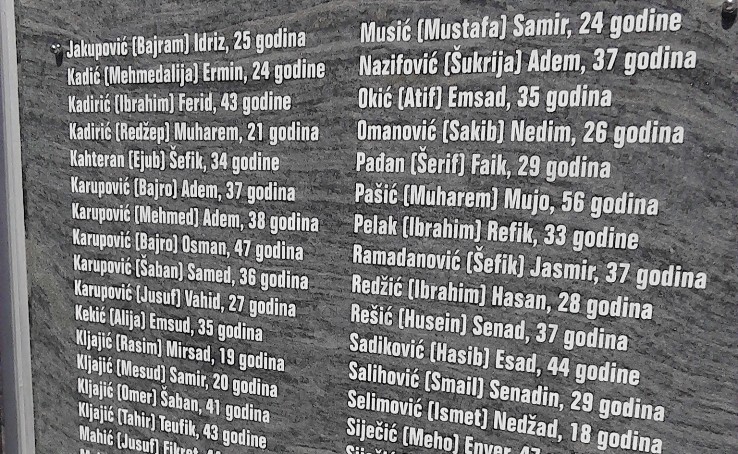 Jakupović (Bajram) Idriz, 25 godina
Kadić (Mehmedalija) Ermin, 24 godine
Kadirić (Ibrahim) Ferid, 43 godine
Kadirić (Redžep) Muharem, 21 godina
Kahteran (Ejub) Šefik, 34 godine
Karupović (Bajro) Adem, 37 godina
Karupović (Mehmed) Adem, 38 godina
Karupović (Bajro) Osman, 47 godina
Karupović (Šaban) Samed, 36 godina
Karupović (Jusuf) Vahid, 27 godina
Kekić (Alija) Emsud, 35 godina
Kljajić (Rasim) Mirsad, 19 godina
Kljajić (Mesud) Samir, 20 godina
Kljajić (Omer) Šaban, 41 godina
Kljajić (Tahir) Teufik, 43 godine
Mahić (Jusuf) Fikret,
Musić (Mustafa) Samir, 24 godine
Nazifović (Šukrija) Adem, 37 godina
Okić (Atif) Emsad, 35 godina
Omanović (Sakib) Nedim, 26 godina
Pađan (Šerif) Faik, 29 godina
Pašić (Muharem) Mujo, 56 godina
Pelak (Ibrahim) Refik, 33 godine
Ramadanović (Šefik) Jasmir, 37 godina
Redžić (Ibrahim) Hasan, 28 godina
Rešić (Husein) Senad, 37 godina
Sadiković (Hasib) Esad, 44 godine
Salihović (Smail) Senadin, 29 godina
Selimović (Ismet) Nedžad, 18 godina
Siječić (Meho) Enver,